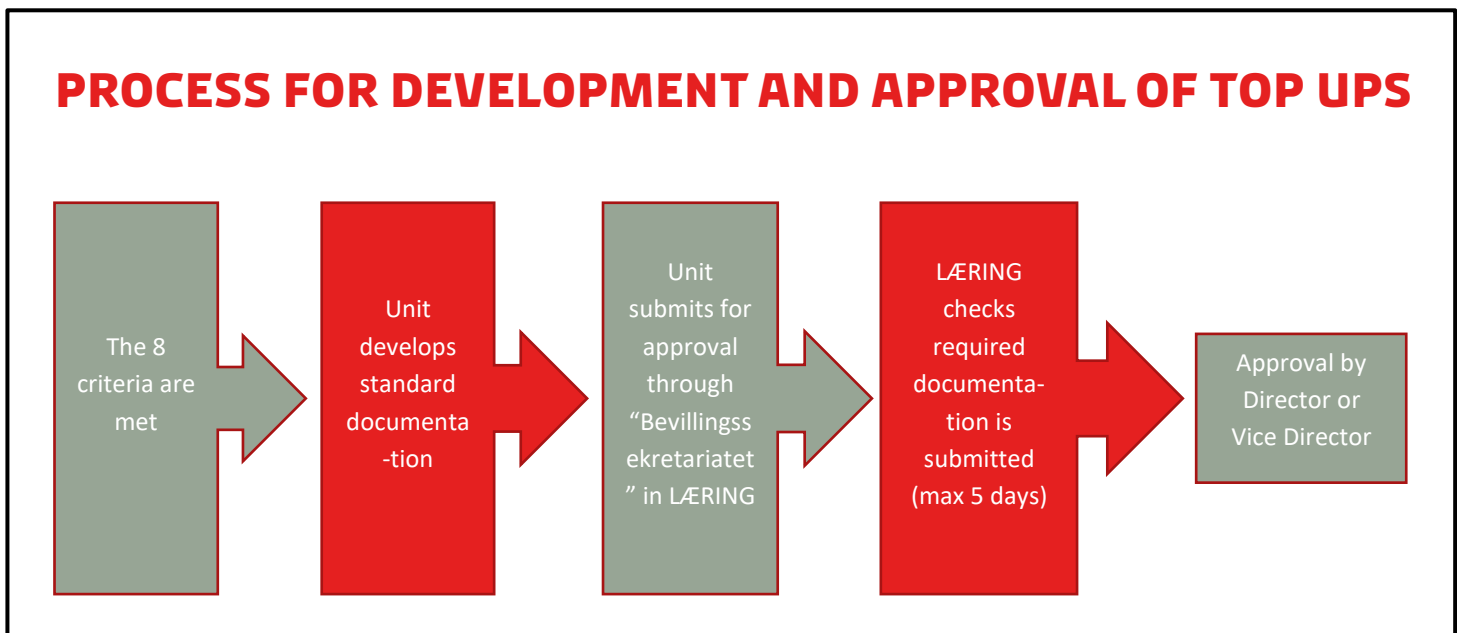 PROCESS FOR DEVELOPMENT AND APPROVAL OF TOP UPS
The 8
criteria are
met
Unit
develops
standard
documenta
-tion
Unit
submits for
approval
through
“Bevillingss
ekretariatet
” in LÆRING
LÆRING
checks
required
documenta-
tion is
submitted
(max 5 days)
Approval by
Director or
Vice Director